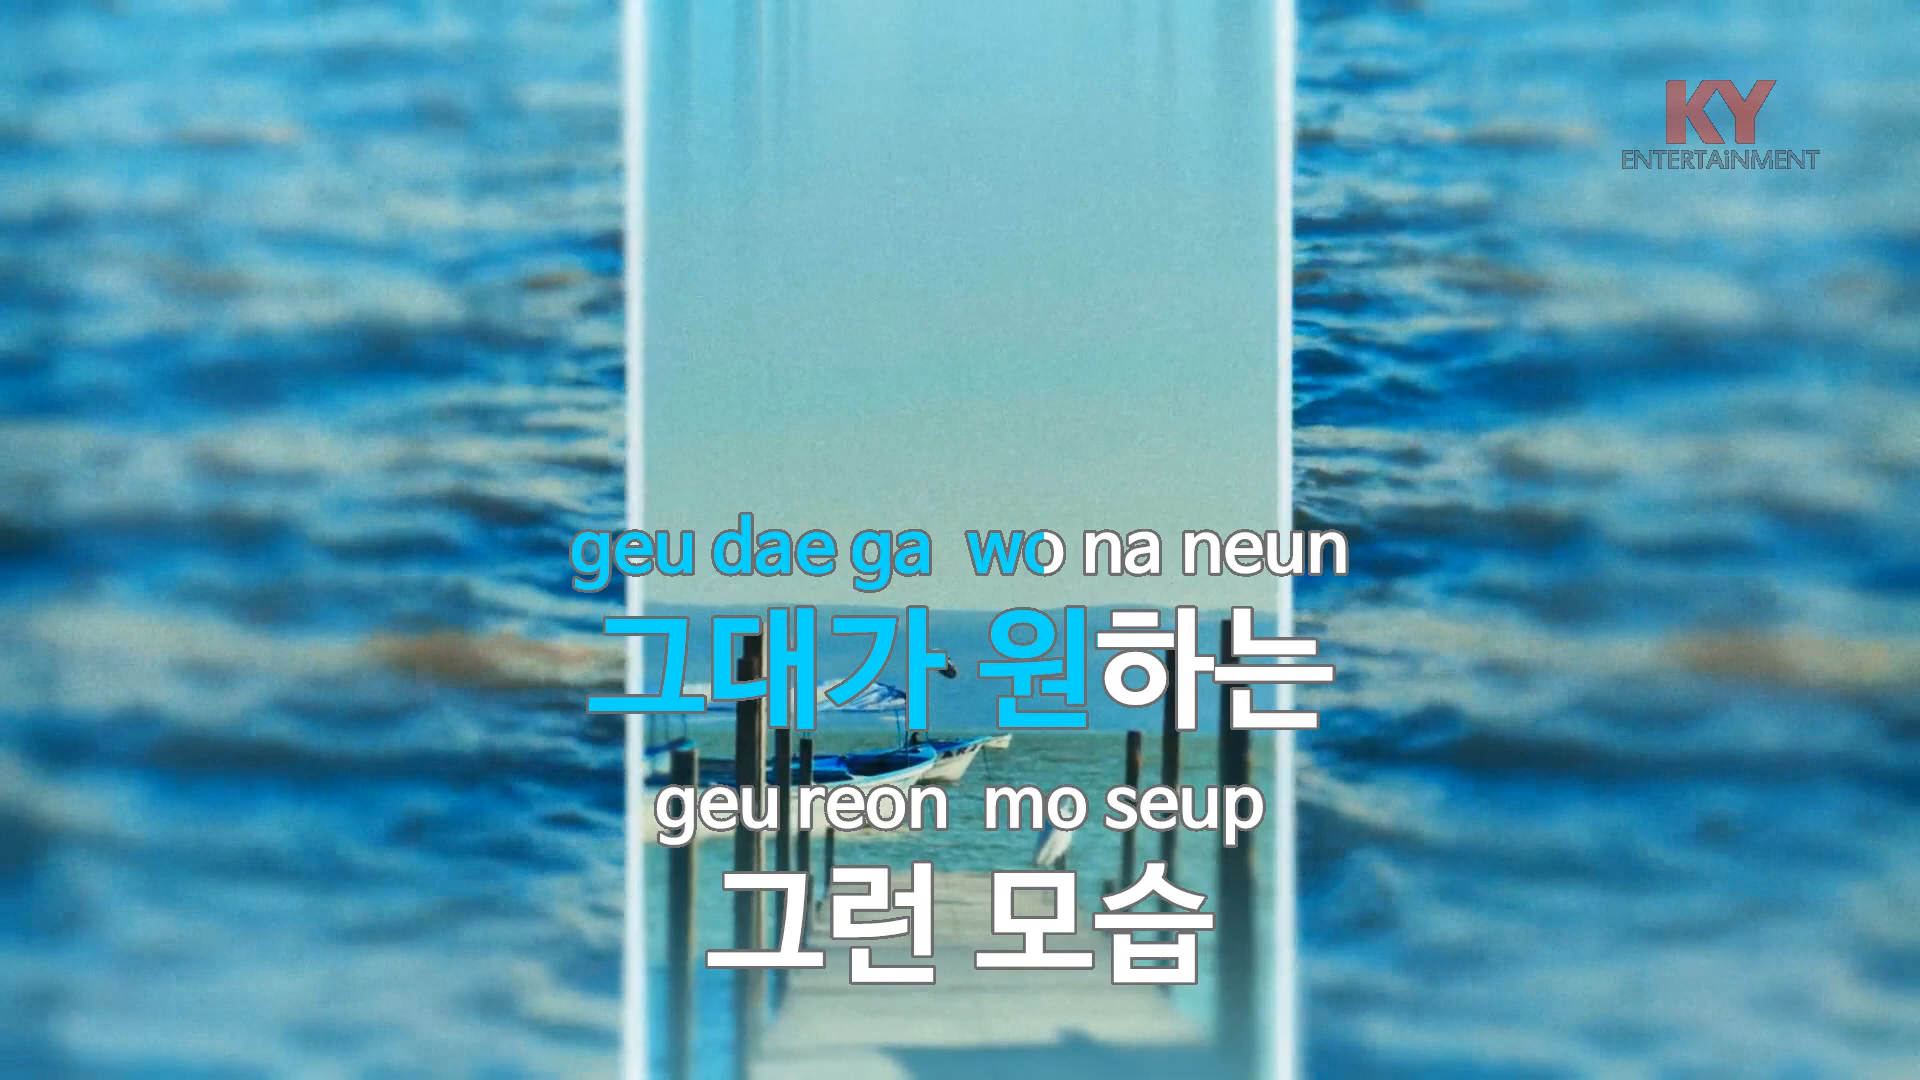 KY
ENTERTAiNMENT
geu dae ga wo na neun
그대가 원하는
geu reon mo seup
그런 모습